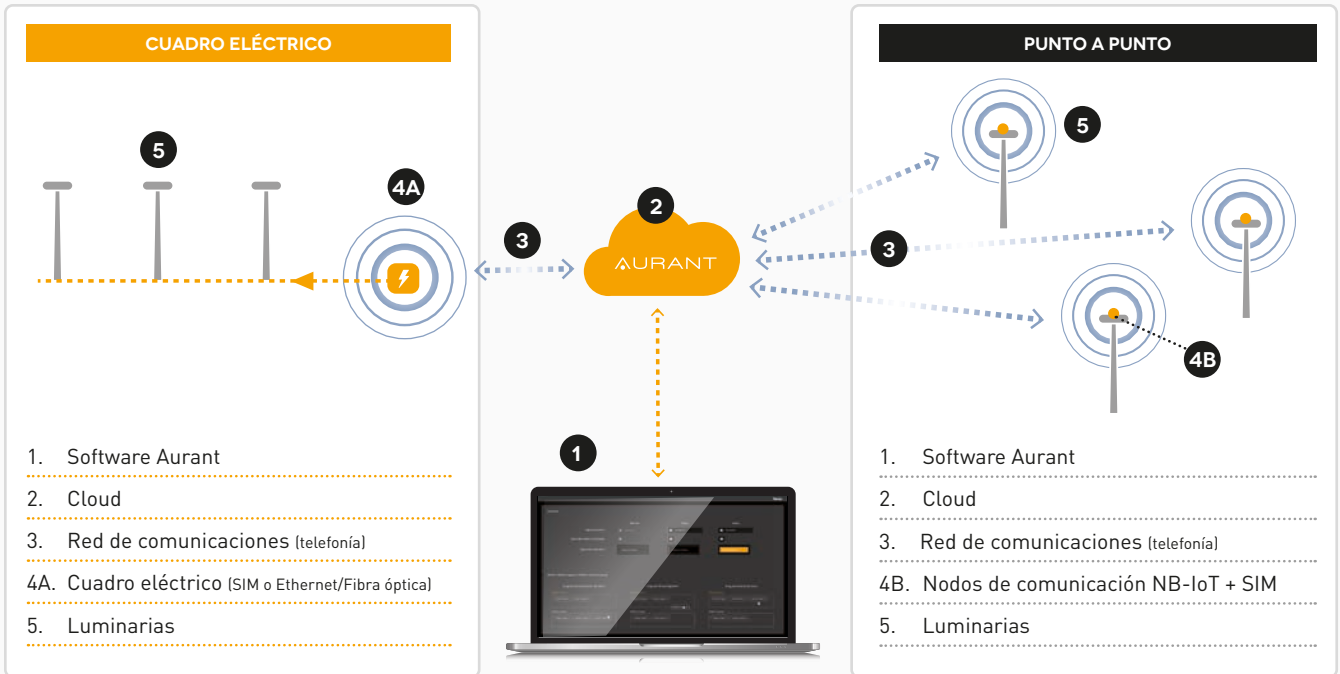 CUADRO ELÉCTRICO
5
4A
3
1. Software Aurant
2. Cloud
3. Red de comunicaciones (telefonía)
4A. Cuadro eléctrico (SIM o Ethernet/Fibra óptica)
5. Luminarias
2
AURANT
1
PUNTO A PUNTO
5
3
4B
1. Software Aurant
2. Cloud
3. Red de comunicaciones (telefonía)
4B. Nodos de comunicación NB-IoT + SIM
5. Luminarias